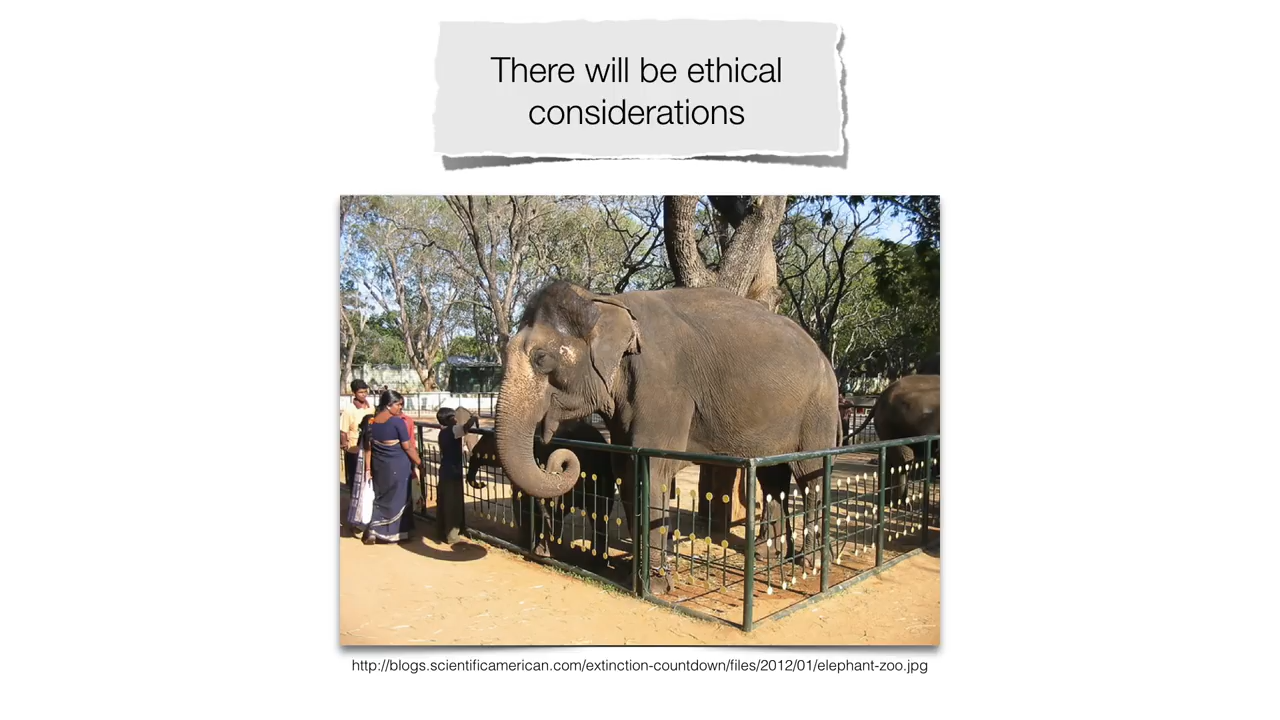 There will be ethical
considerations
http://blogs.scientificamerican.com/extinction-countdown/files/2012/01/elephant-zoo.jpg